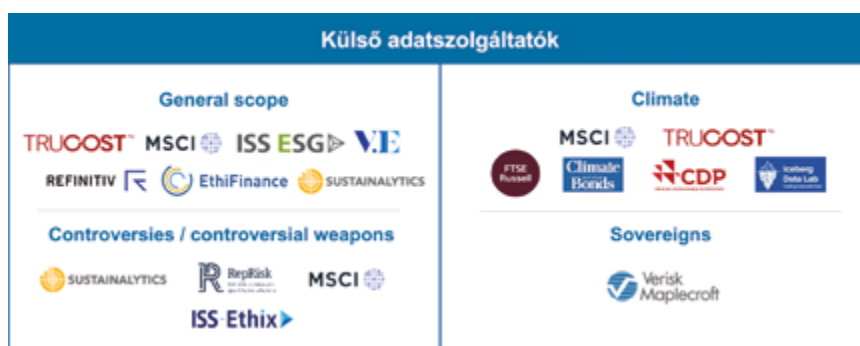 Külső adatszolgáltatók
General scope
TRUCOST MSCI ISS ESG V.E
REFINITIV EthiFinance SUSTAINALYTICS
Controversies / controversial weapons
SUSTAINALYTICS RepRisk MSCI
ISS-Ethix
Climate
MSCI TRUCOST
FTSE Russell Climate Bonds CDP Iceberg Data Lab
Sovereigns
Verisk
Maplecroft